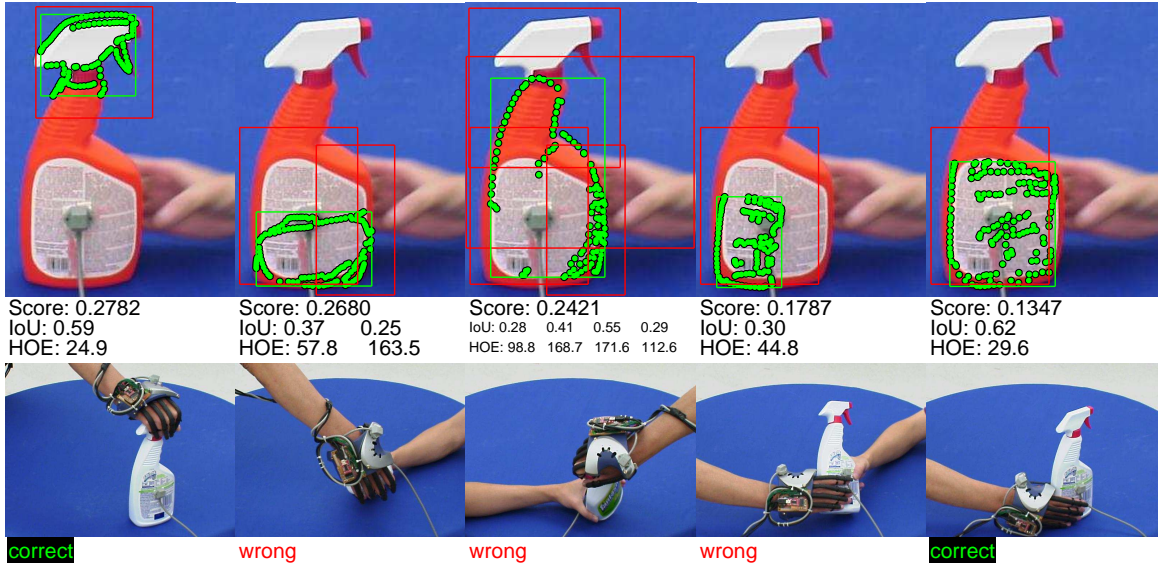 Score: 0.2782
IoU: 0.59
HOE: 24.9
Score: 0.2680
IoU: 0.37 0.25
HOE: 57.8 163.5
Score: 0.2421
IoU: 0.28 0.41 0.55 0.29
HOE: 98.8 168.7 171.6 112.6
Score: 0.1787
IoU: 0.30
HOE: 44.8
Score: 0.1347
IoU: 0.62
HOE: 29.6
correct
wrong
wrong
wrong
correct